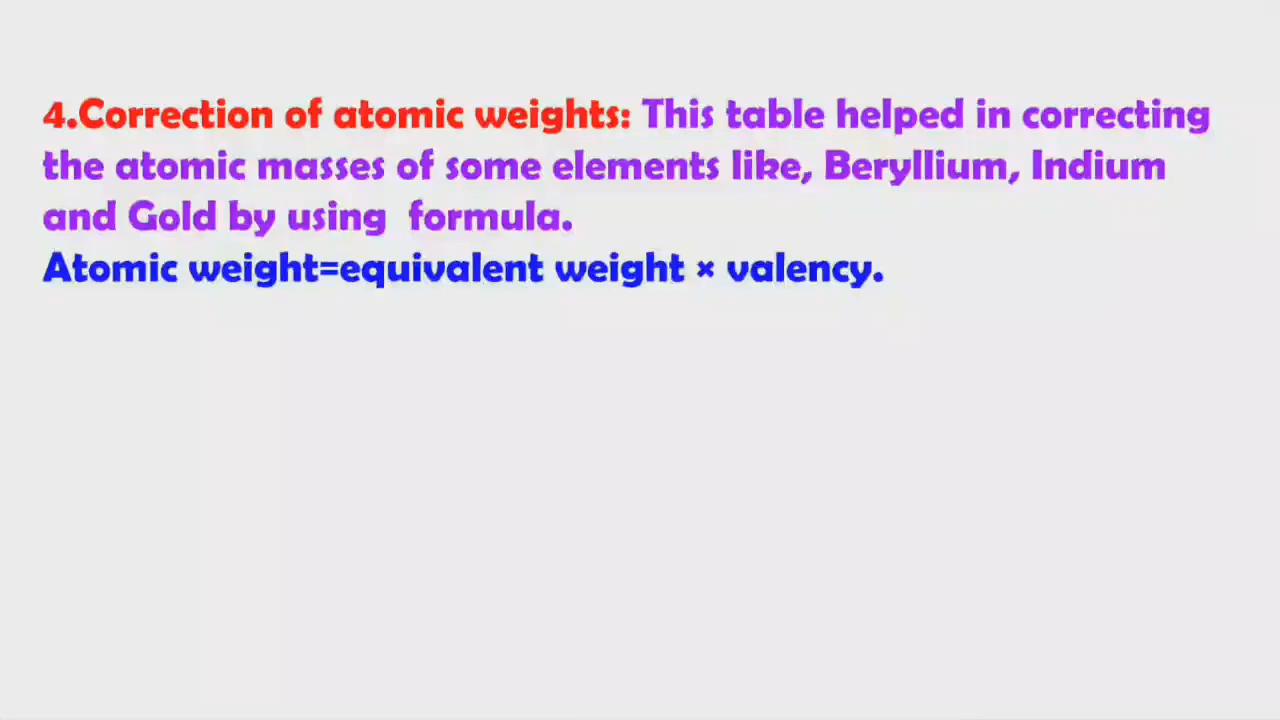 4.Correction of atomic weights: This table helped in correcting
the atomic masses of some elements like, Beryllium, Indium
and Gold by using  formula.
Atomic weight=equivalent weight × valency.